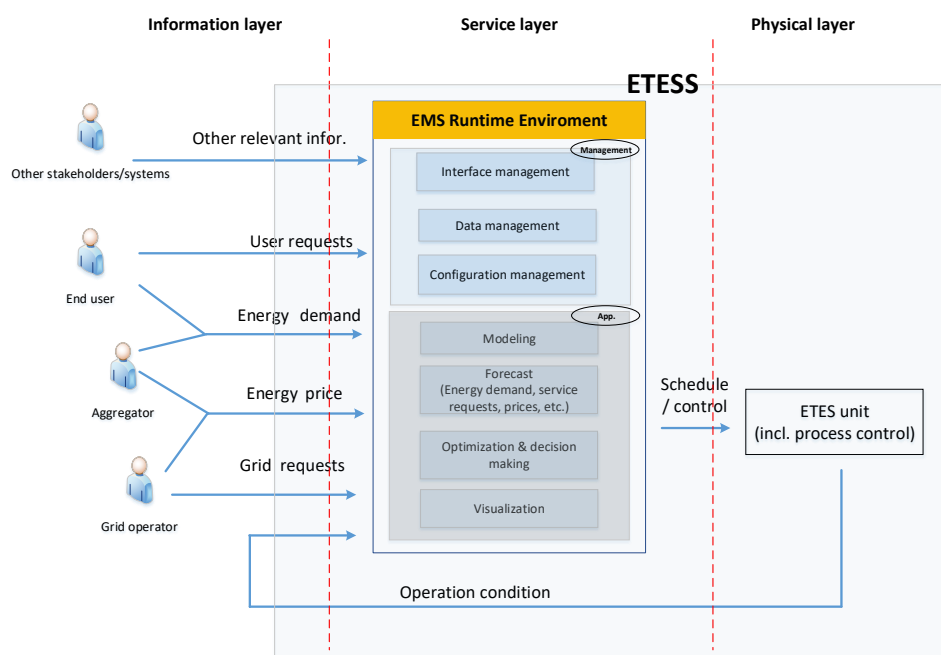 Information layer
Service layer
Physical layer
ETESS
EMS Runtime Enviroment
Other relevant infor.
Management
Other stakeholders/systems
Interface management
Data management
User requests
End user
Configuration management
Energy demand
App.
Modeling
Aggregator
Energy price
Forecast
(Energy demand, service
requests, prices, etc.)
Schedule
/ control
ETES unit
(incl. process control)
Optimization & decision
making
Grid requests
Grid operator
Visualization
Operation condition